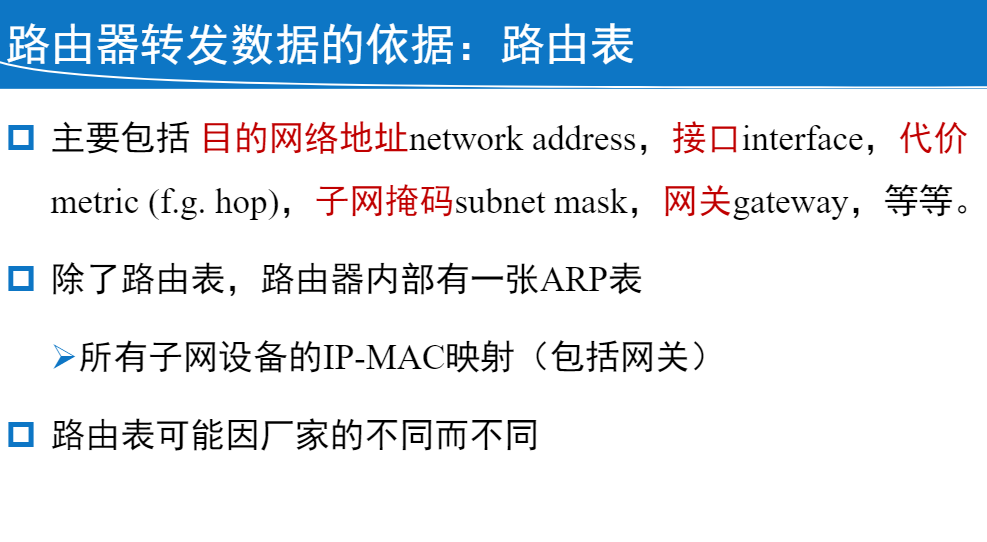 路由器转发数据的依据：路由表
主要包括 目的网络地址network address，接口interface，代价
metric (f.g. hop)，子网掩码subnet mask，网关gateway，等等。
除了路由表，路由器内部有一张ARP表
所有子网设备的IP-MAC映射（包括网关）
路由表可能因厂家的不同而不同